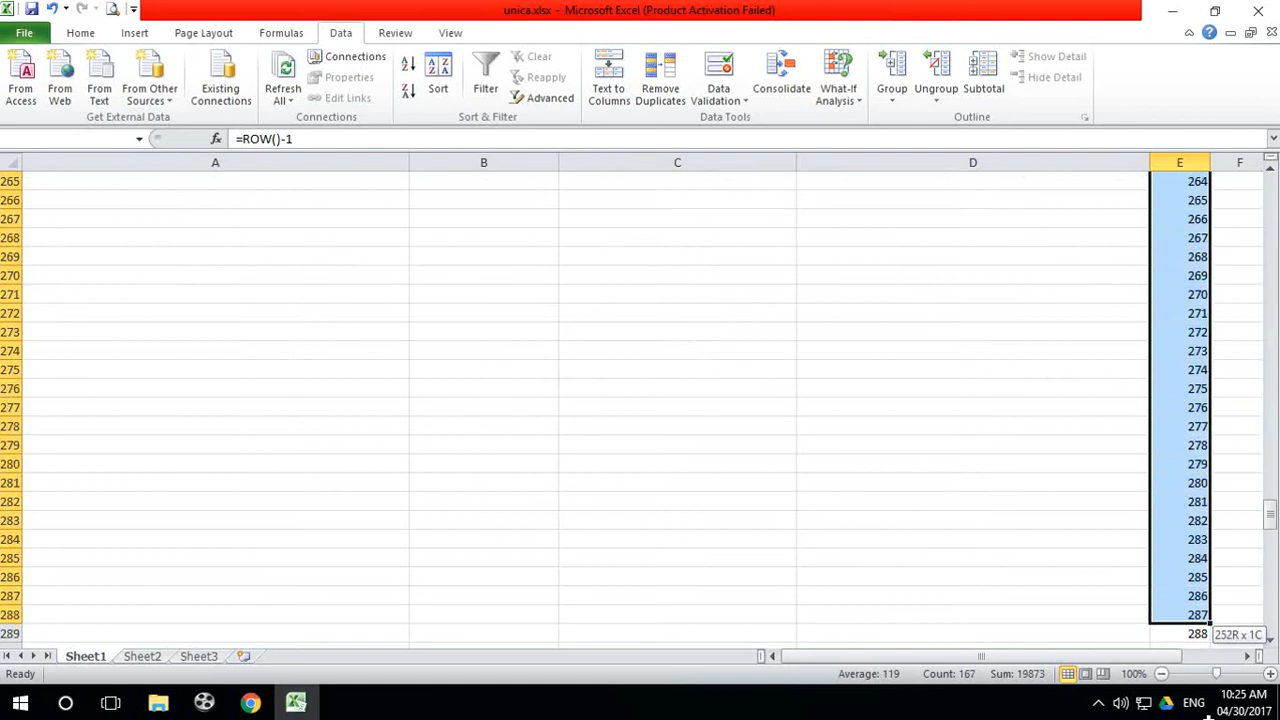 unica.xlsx - Microsoft Excel (Product Activation Failed)
File Home Insert Page Layout Formulas Data Review View
From Access
From Web
From Text
From Other Sources
Existing Connections
Get External Data
Refresh All
Connections
Properties
Edit Links
Connections
Sort
Filter
Clear
Reapply
Advanced
Sort & Filter
Text to Columns
Remove Duplicates
Data Validation
Consolidate
What-If Analysis
Data Tools
Group
Ungroup
Subtotal
Show Detail
Hide Detail
Outline
fx =ROW()-1
A B C D E F
265 264
266 265
267 266
268 267
269 268
270 269
271 270
272 271
273 272
274 273
275 274
276 275
277 276
278 277
279 278
280 279
281 280
282 281
283 282
284 283
285 284
286 285
287 286
288 287
289 288 252R x 1C
Sheet1 Sheet2 Sheet3
Ready Average: 119 Count: 167 Sum: 19873 100%
ENG 10:25 AM
04/30/2017